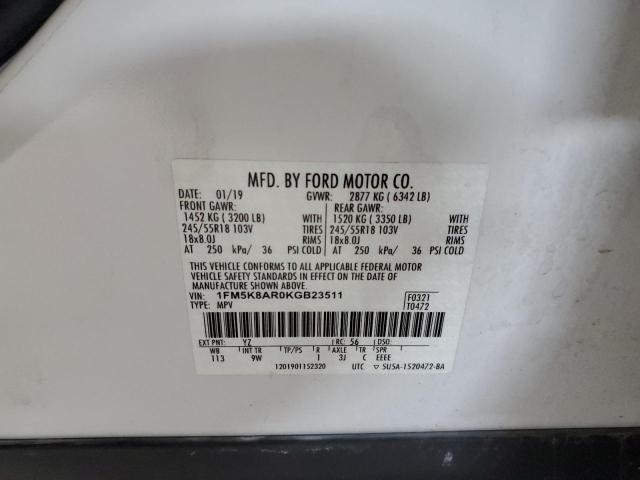 MFD. BY FORD MOTOR CO.
DATE: 01/19 GVWR: 2877 KG ( 6342 LB)
FRONT GAWR: REAR GAWR:
1452 KG ( 3200 LB) WITH 1520 KG ( 3350 LB) WITH
245/55R18 103V TIRES 245/55R18 103V TIRES
18x8.0J RIMS 18x8.0J RIMS
AT 250 kPa/ 36 PSI COLD AT 250 kPa/ 36 PSI COLD
THIS VEHICLE CONFORMS TO ALL APPLICABLE FEDERAL MOTOR
VEHICLE SAFETY STANDARDS IN EFFECT ON THE DATE OF
MANUFACTURE SHOWN ABOVE.
VIN: 1FM5K8AR0KGB23511 F0321
TYPE: MPV T0472
EXT PNT: YZ RC: 56 DSO:
WB INT TR TP/PS R AXLE TR SPR
113 9W 1 3J C EEEE
1201901152320 UTC ▽ 5U5A-1520472-BA